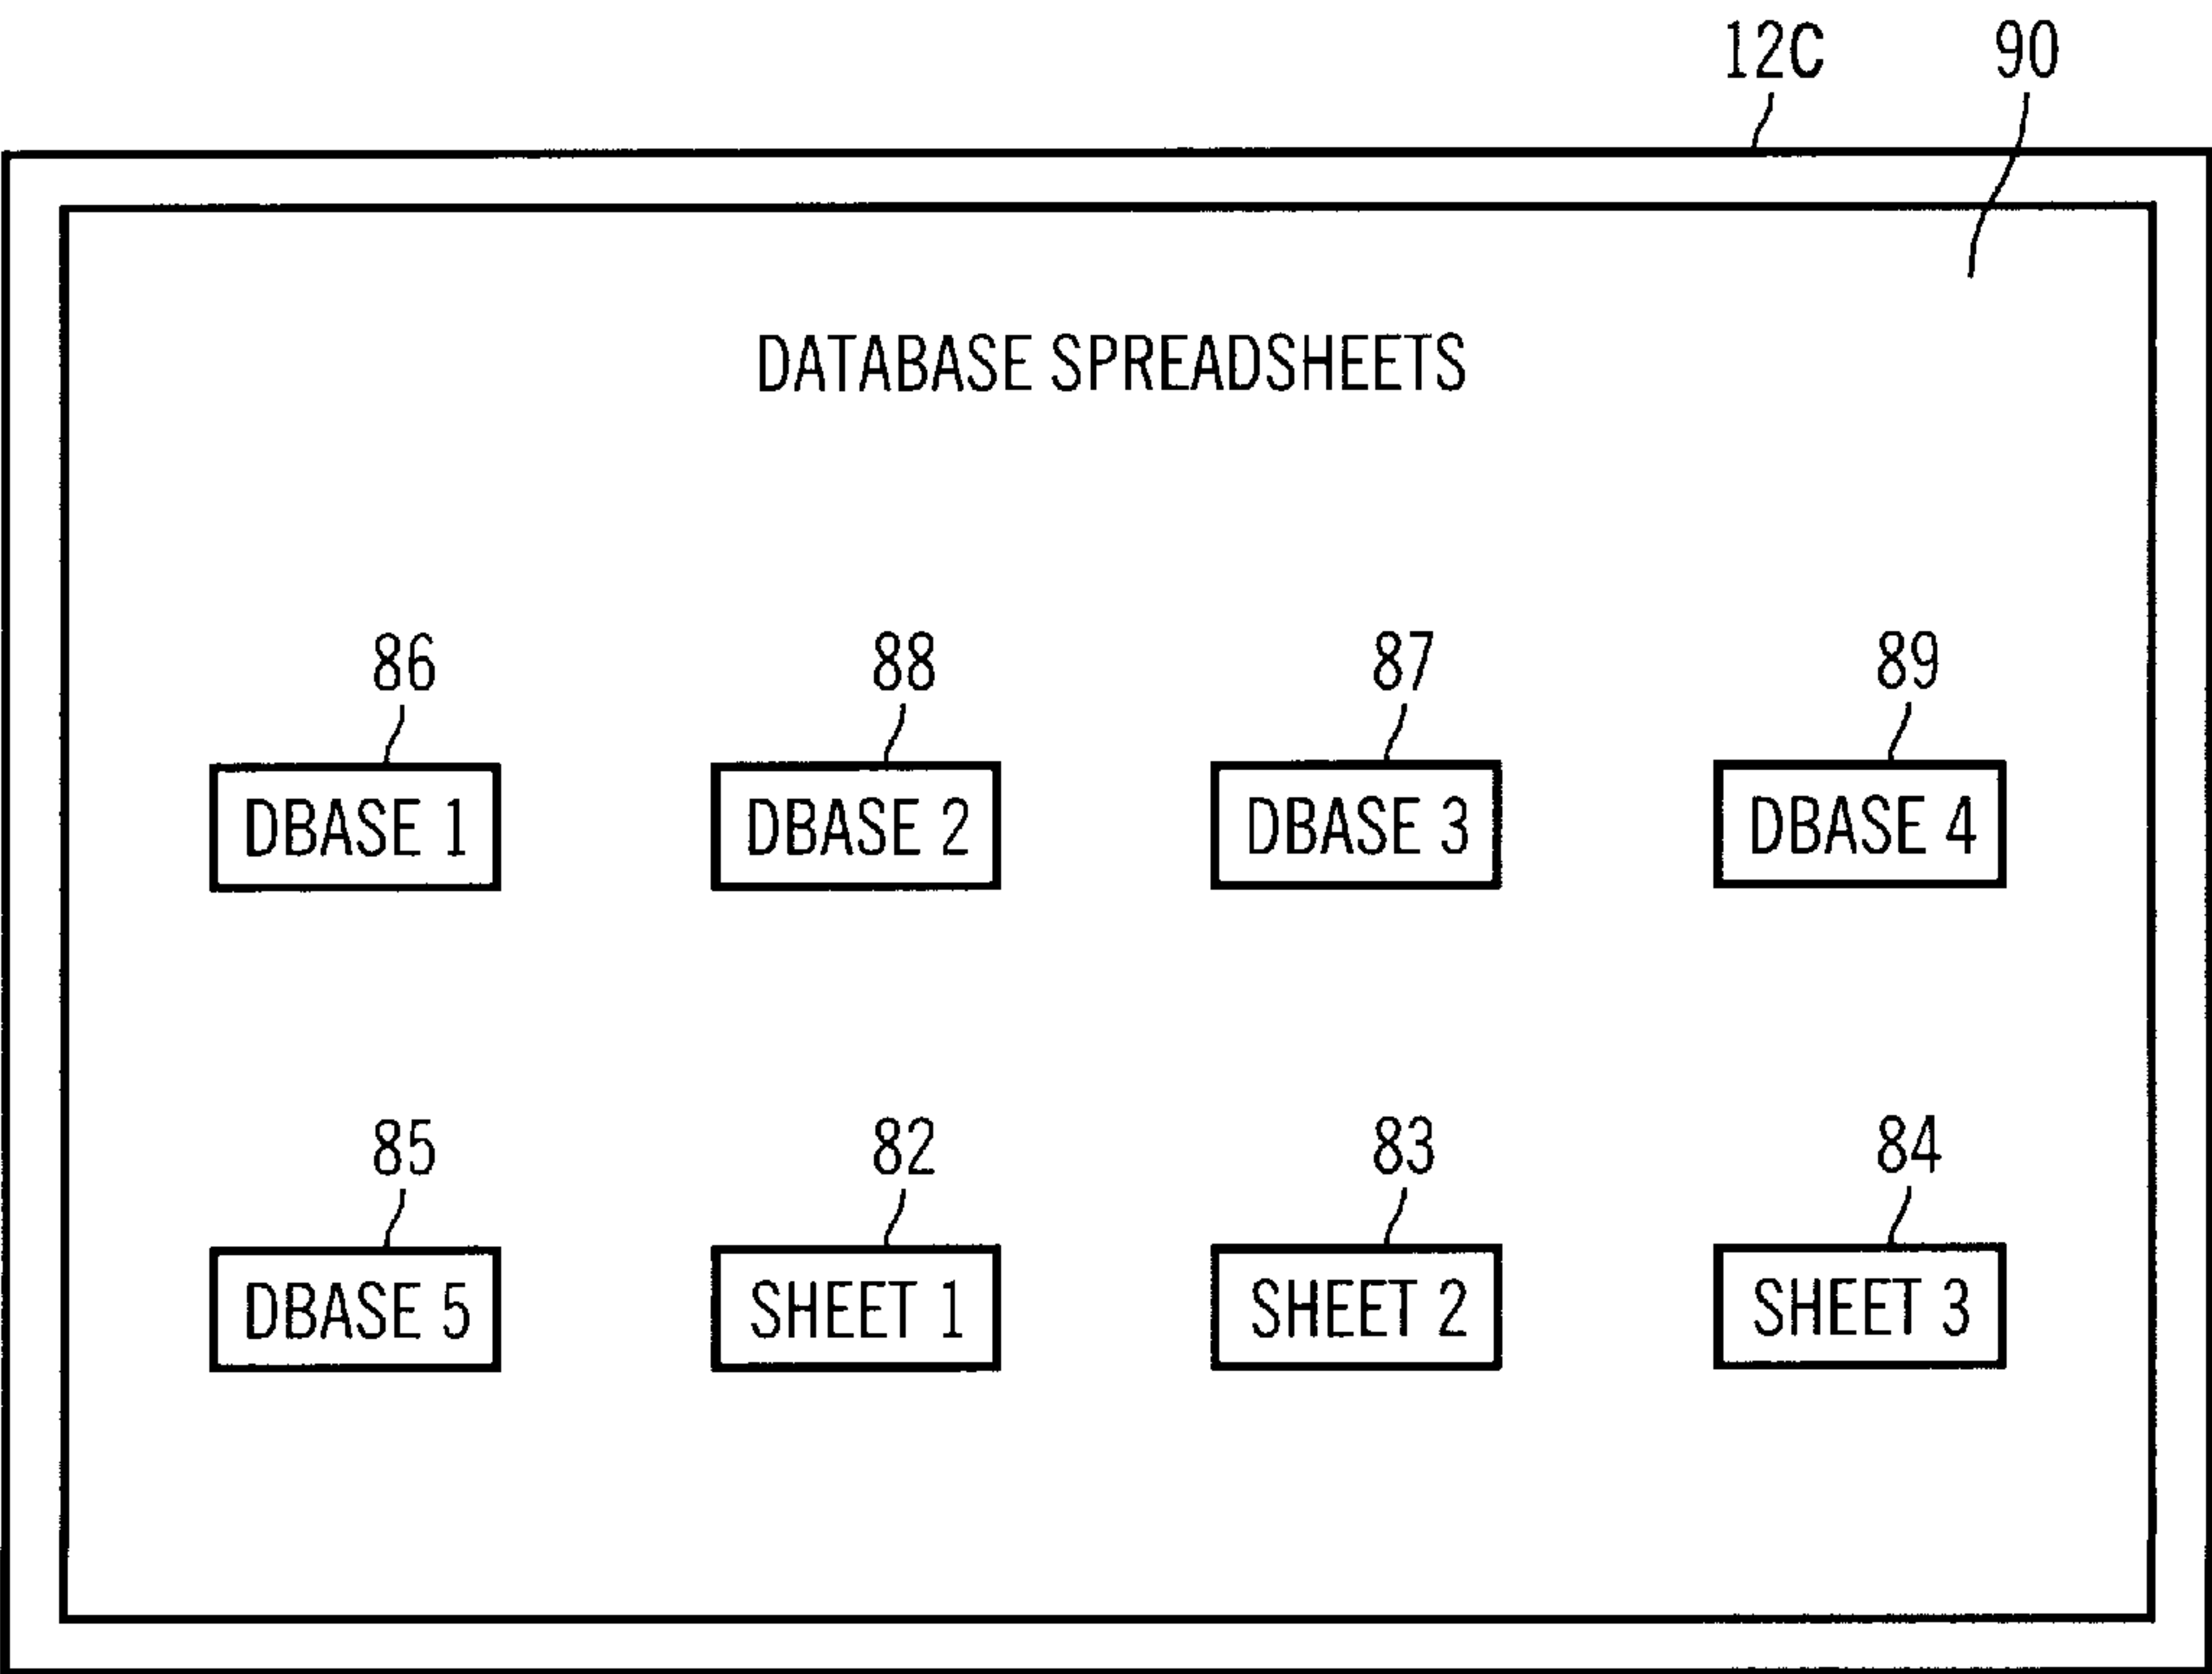 12C 90
DATABASE SPREADSHEETS
86 88 87 89
DBASE 1 DBASE 2 DBASE 3 DBASE 4
85 82 83 84
DBASE 5 SHEET 1 SHEET 2 SHEET 3